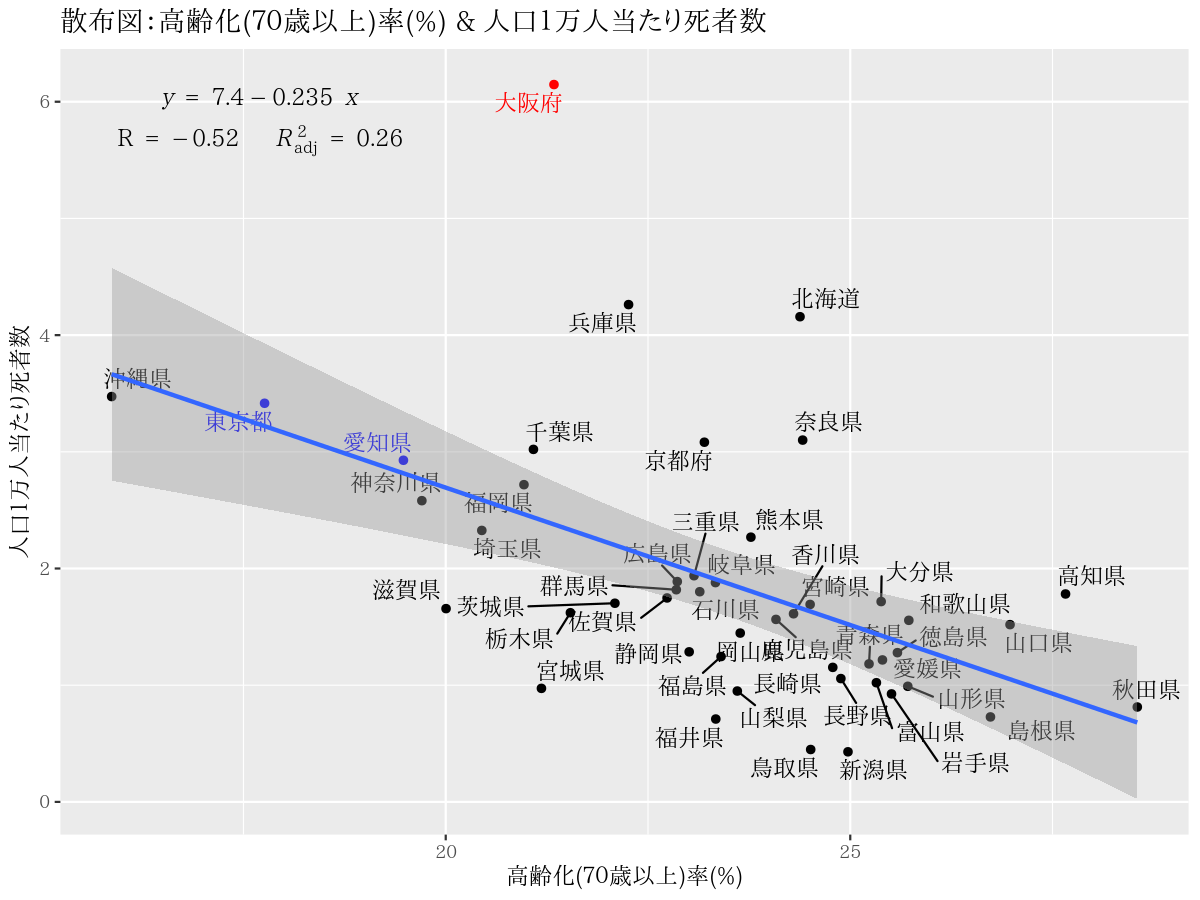 散布図：高齢化(70歳以上)率(%) & 人口1万人当たり死者数
y = 7.4 − 0.235 x
R = −0.52 R²adj = 0.26
大阪府
兵庫県
北海道
沖縄県
東京都
愛知県
千葉県
奈良県
京都府
神奈川県
福岡県
埼玉県
三重県
熊本県
広島県
岐阜県
香川県
大分県
高知県
滋賀県
群馬県
茨城県
佐賀県
栃木県
石川県
宮崎県
和歌山県
青森県
徳島県
山口県
静岡県
岡山県
鹿児島県
宮城県
福島県
長崎県
愛媛県
山形県
秋田県
山梨県
長野県
富山県
島根県
福井県
鳥取県
新潟県
岩手県
人口1万人当たり死者数
6
4
2
0
20
25
高齢化(70歳以上)率(%)